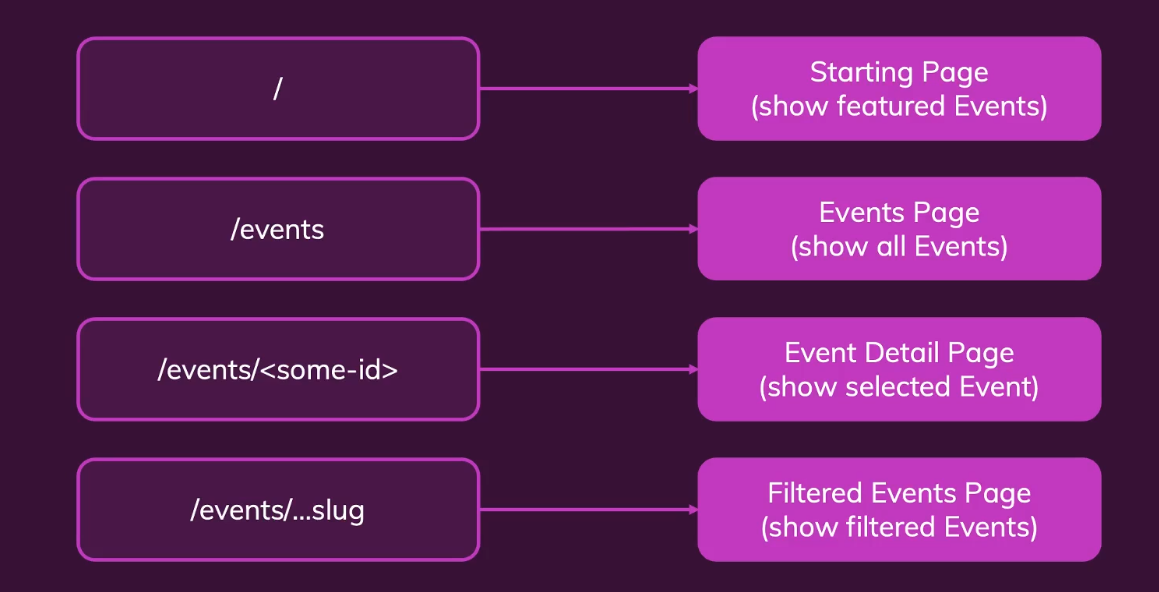 /
Starting Page
(show featured Events)
/events
Events Page
(show all Events)
/events/<some-id>
Event Detail Page
(show selected Event)
/events/...slug
Filtered Events Page
(show filtered Events)